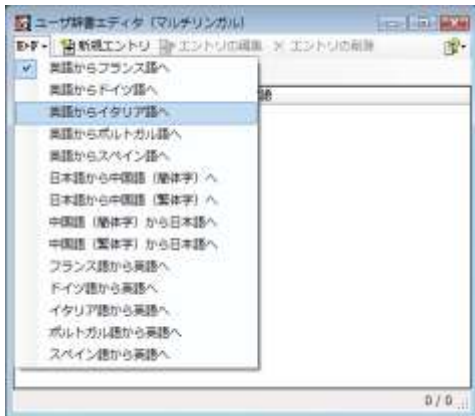 ユーザ辞書エディタ (マルチリンガル)
E▶F 新規エントリ エントリの編集 × エントリの削除
英語からフランス語へ
英語からドイツ語へ
英語からイタリア語へ
英語からポルトガル語へ
英語からスペイン語へ
日本語から中国語 (簡体字) へ
日本語から中国語 (繁体字) へ
中国語 (簡体字) から日本語へ
中国語 (繁体字) から日本語へ
フランス語から英語へ
ドイツ語から英語へ
イタリア語から英語へ
ポルトガル語から英語へ
スペイン語から英語へ
0 / 0